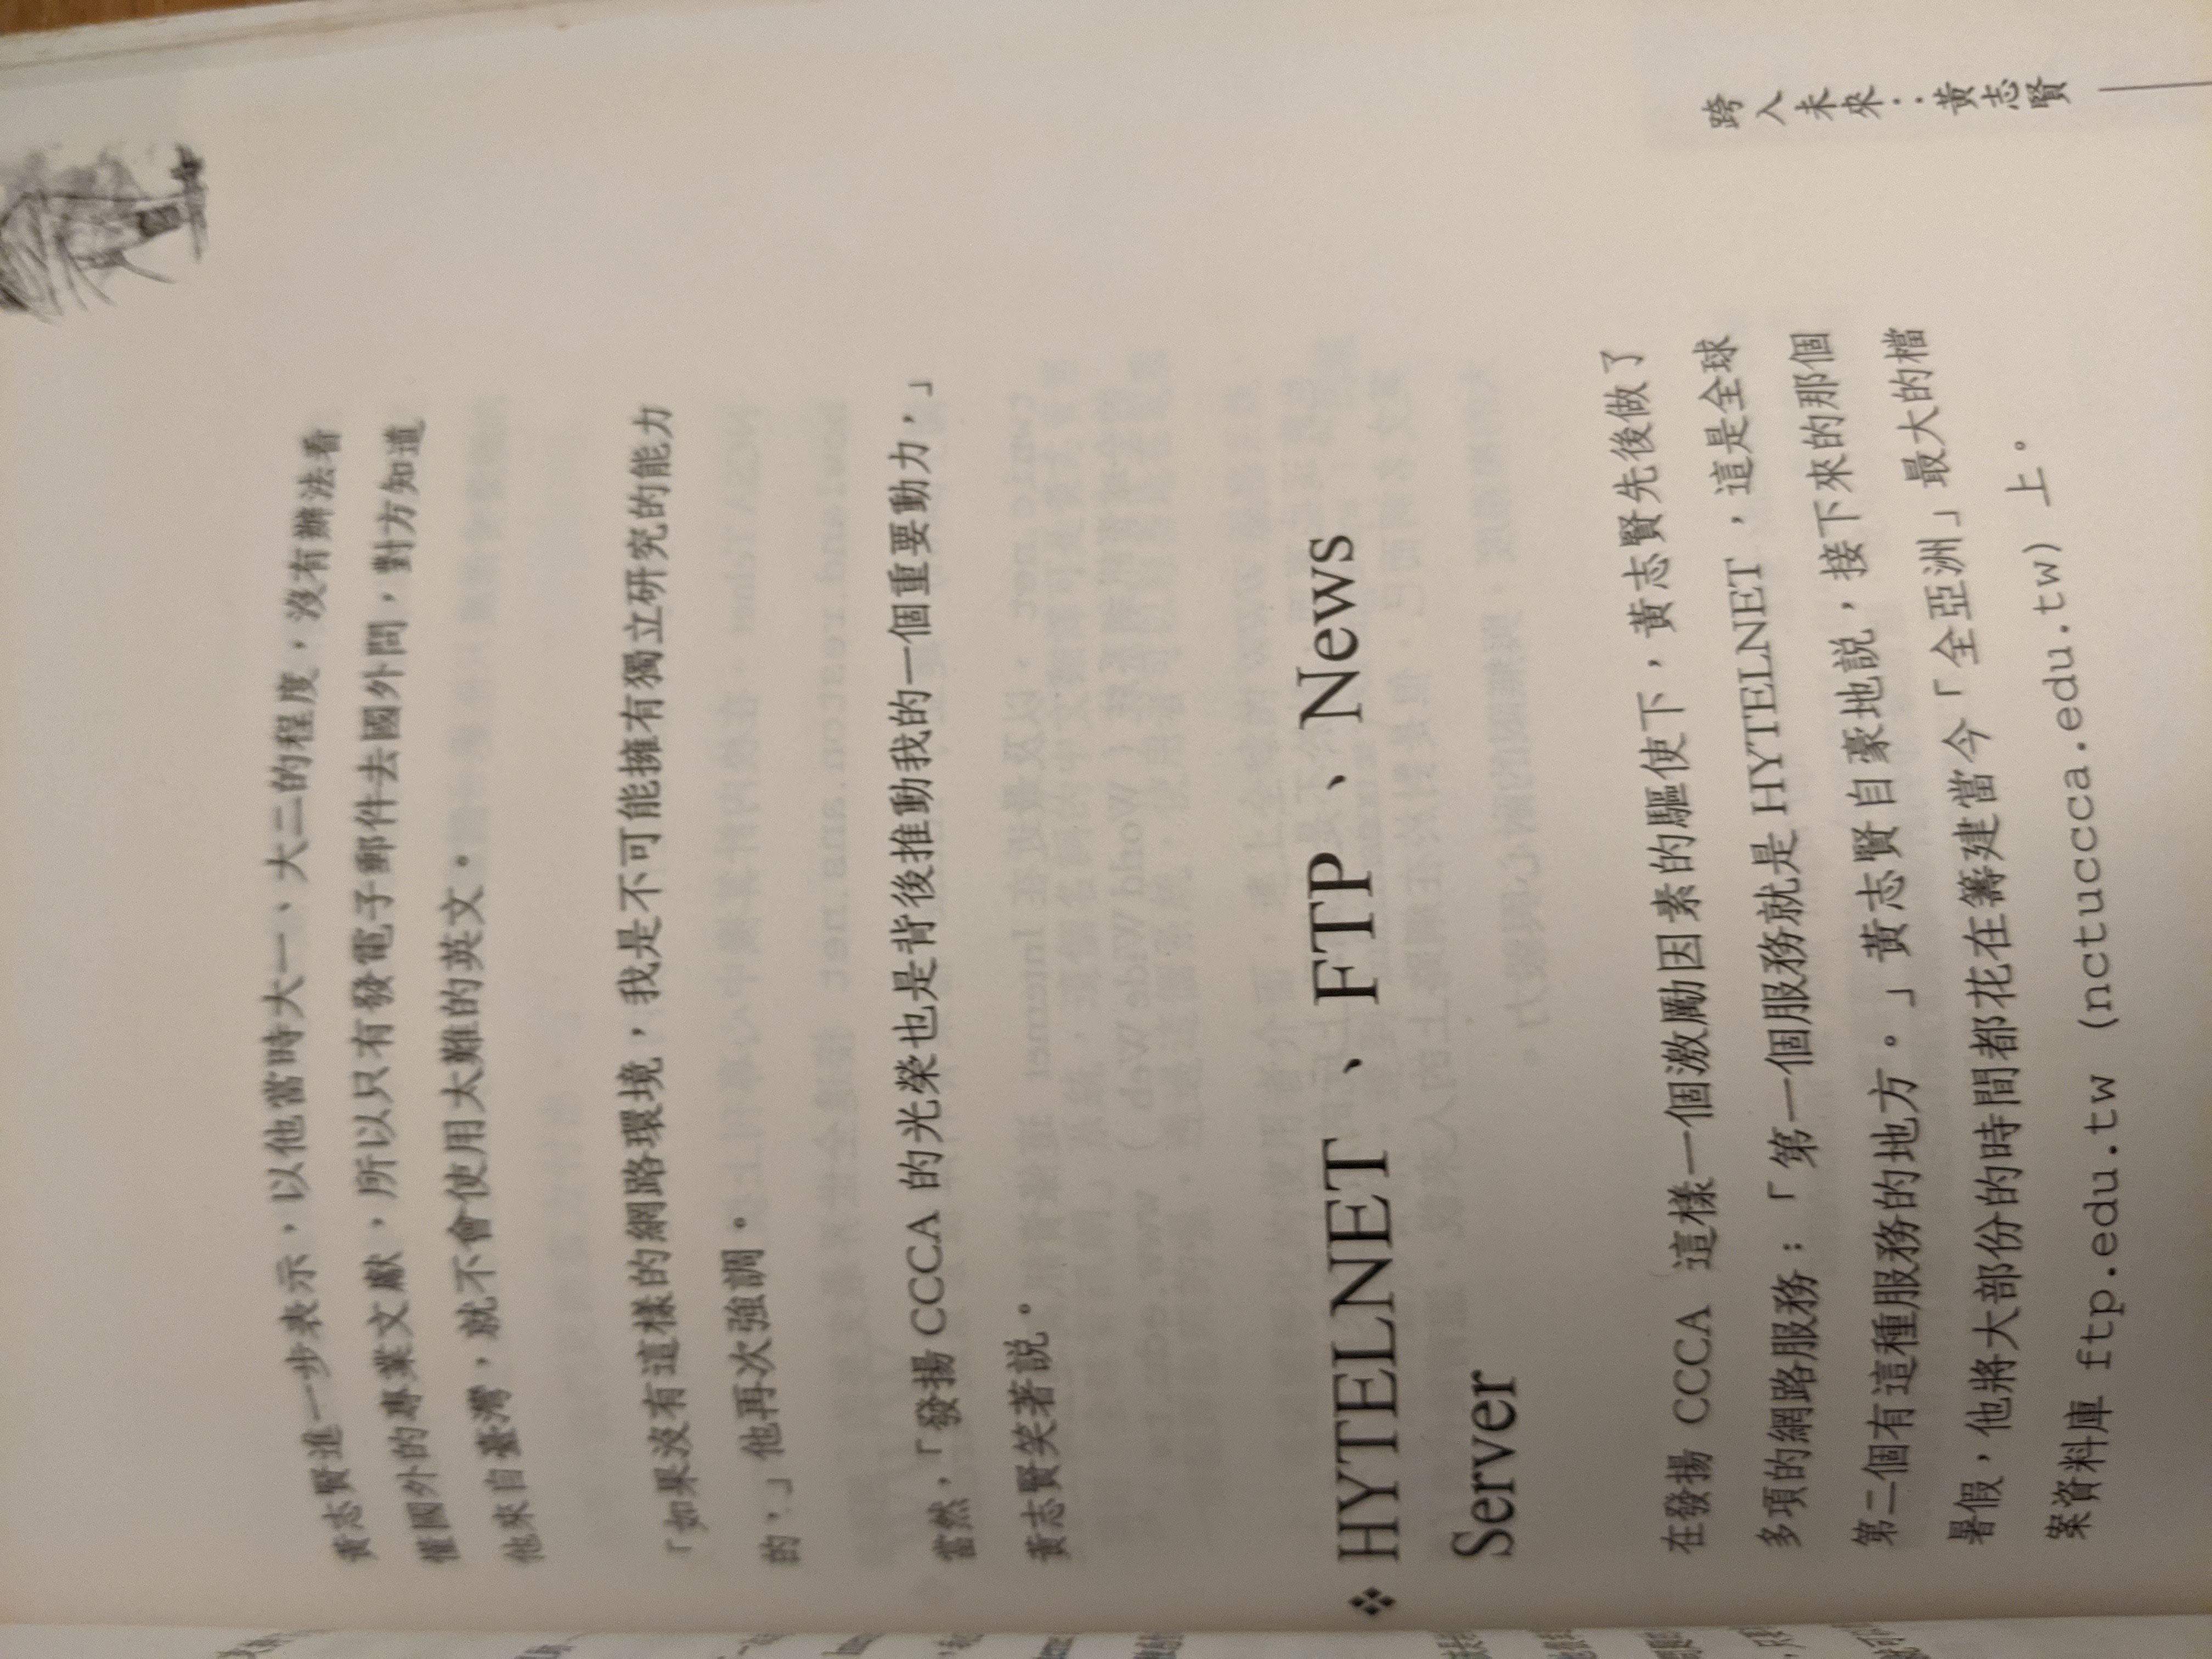 黃志賢進一步表示，以他當時大一、大二的程度，沒有辦法看
懂國外的專業文獻，所以只有發電子郵件去國外問，對方知道
他來自臺灣，就不會使用太難的英文。
「如果沒有這樣的網路環境，我是不可能擁有獨立研究的能力
的，」他再次強調。
當然，「發揚 CCCA 的光榮也是背後推動我的一個重要動力，」
黃志賢笑著説。
❖ HYTELNET 、 FTP 、 News
Server
在發揚 CCCA 這樣一個激勵因素的驅使下，黃志賢先後做了
多項的網路服務：「第一個服務就是 HYTELNET ，這是全球
第二個有這種服務的地方。」黃志賢自豪地説，接下來的那個
暑假，他將大部份的時間都花在籌建當今「全亞洲」最大的檔
案資料庫 ftp.edu.tw (nctuccca.edu.tw) 上。
跨入未來：黃志賢